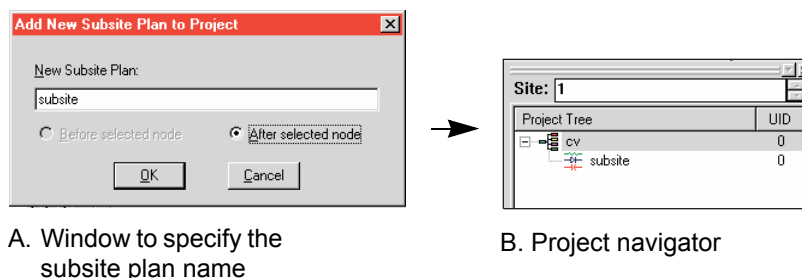 Add New Subsite Plan to Project
New Subsite Plan:
subsite
Before selected node
After selected node
OK
Cancel
A. Window to specify the
subsite plan name
Site: 1
Project Tree UID
cv 0
subsite 0
B. Project navigator